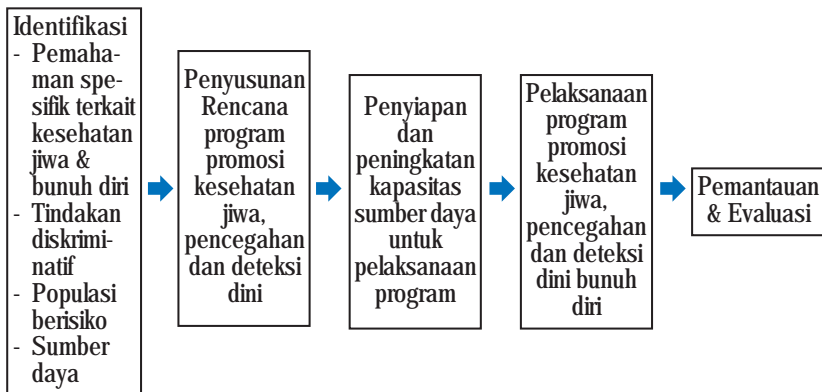 Identifikasi
- Pemaha-
man spe-
sifik terkait
kesehatan
jiwa &
bunuh diri
- Tindakan
diskrimi-
natif
- Populasi
berisiko
- Sumber
daya
Penyusunan
Rencana
program
promosi
kesehatan
jiwa,
pencegahan
dan deteksi
dini
Penyiapan
dan
peningkatan
kapasitas
sumber daya
untuk
pelaksanaan
program
Pelaksanaan
program
promosi
kesehatan
jiwa,
pencegahan
dan deteksi
dini bunuh
diri
Pemantauan
& Evaluasi